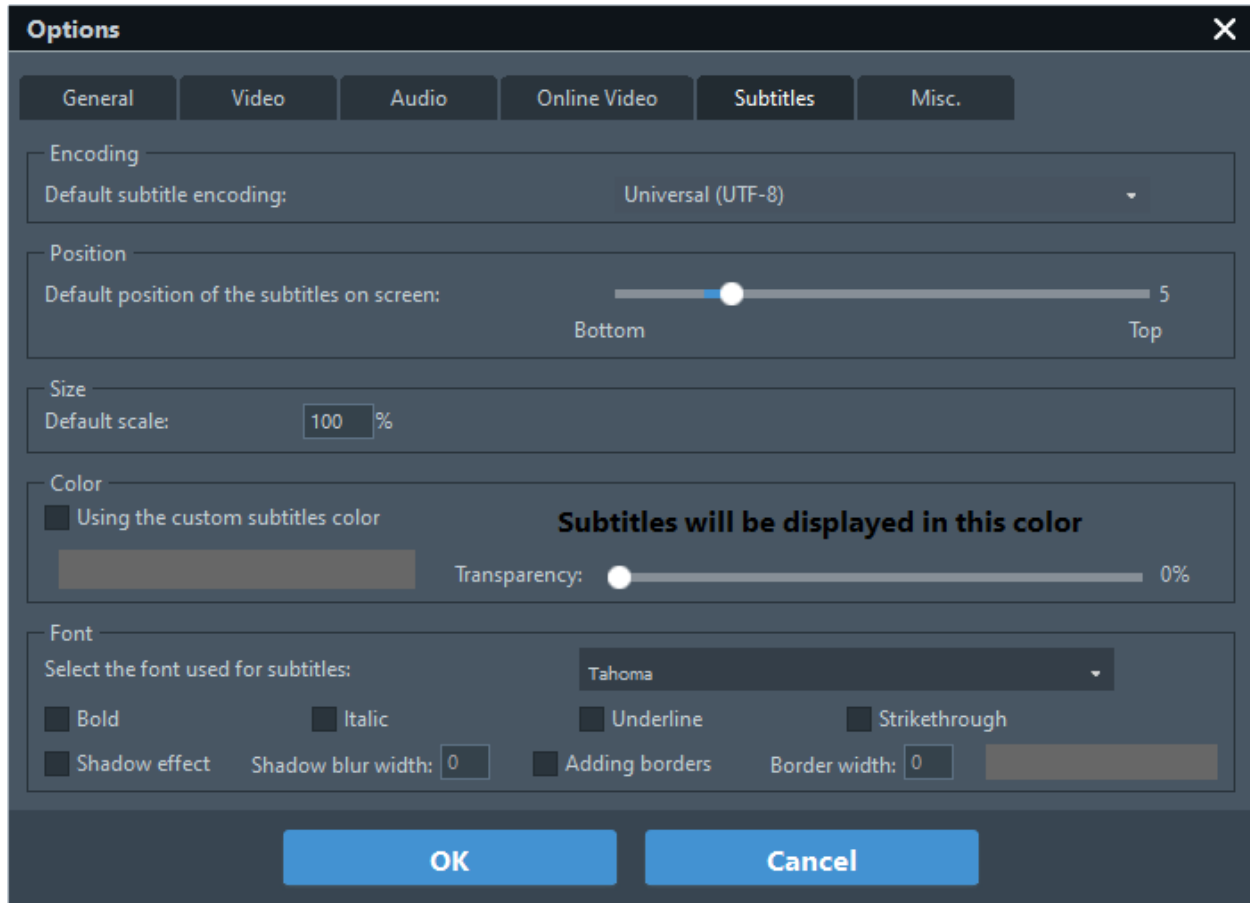 Options
General Video Audio Online Video Subtitles Misc.
Encoding
Default subtitle encoding: Universal (UTF-8)
Position
Default position of the subtitles on screen: 5
Bottom Top
Size
Default scale: 100 %
Color
Using the custom subtitles color Subtitles will be displayed in this color
Transparency: 0%
Font
Select the font used for subtitles: Tahoma
Bold Italic Underline Strikethrough
Shadow effect Shadow blur width: 0 Adding borders Border width: 0
OK Cancel